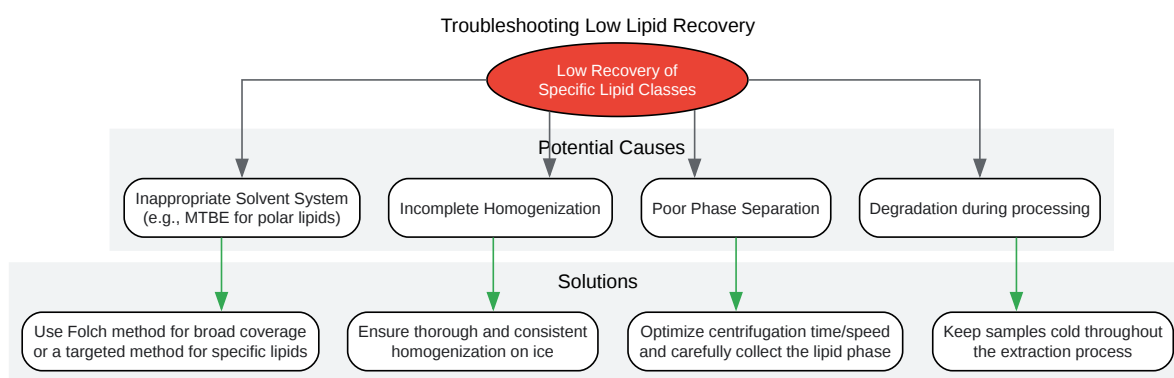 Troubleshooting Low Lipid Recovery
Low Recovery of
Specific Lipid Classes
Potential Causes
Inappropriate Solvent System
(e.g., MTBE for polar lipids)
Incomplete Homogenization
Poor Phase Separation
Degradation during processing
Solutions
Use Folch method for broad coverage
or a targeted method for specific lipids
Ensure thorough and consistent
homogenization on ice
Optimize centrifugation time/speed
and carefully collect the lipid phase
Keep samples cold throughout
the extraction process